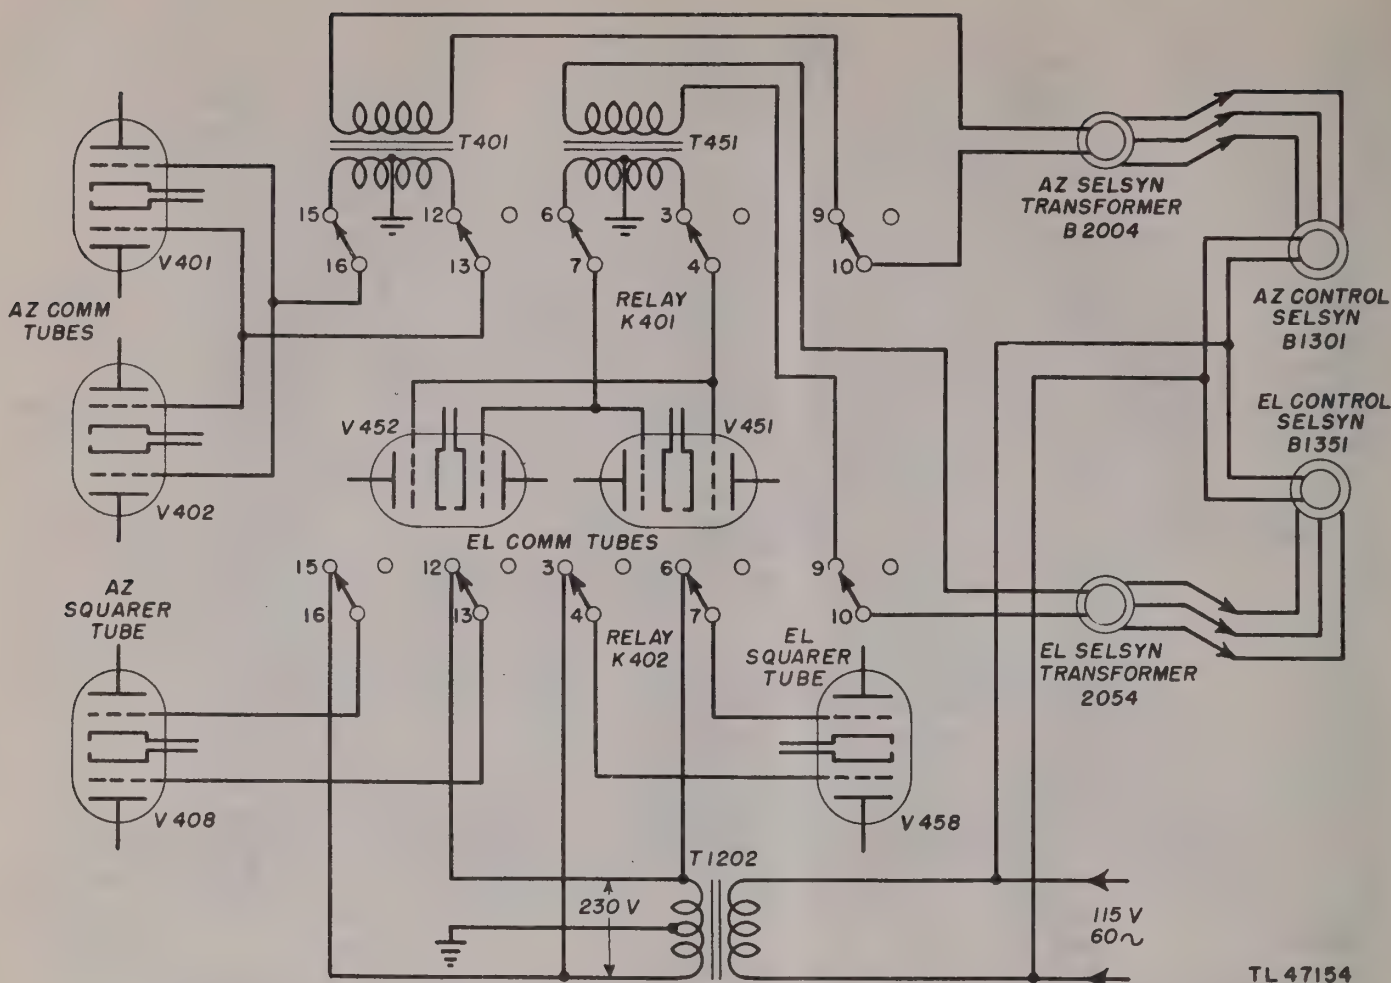 T401
T451
15
12
6
3
9
16
13
7
4
10
V401
AZ COMM
TUBES
RELAY
K401
AZ SELSYN
TRANSFORMER
B2004
AZ CONTROL
SELSYN
B1301
EL CONTROL
SELSYN
B1351
V452
V451
V402
EL COMM TUBES
15
12
3
6
9
16
13
4
7
10
AZ
SQUARER
TUBE
RELAY
K402
EL
SQUARER
TUBE
EL SELSYN
TRANSFORMER
2054
V408
V458
T1202
230 V
115 V
60~
TL 47154